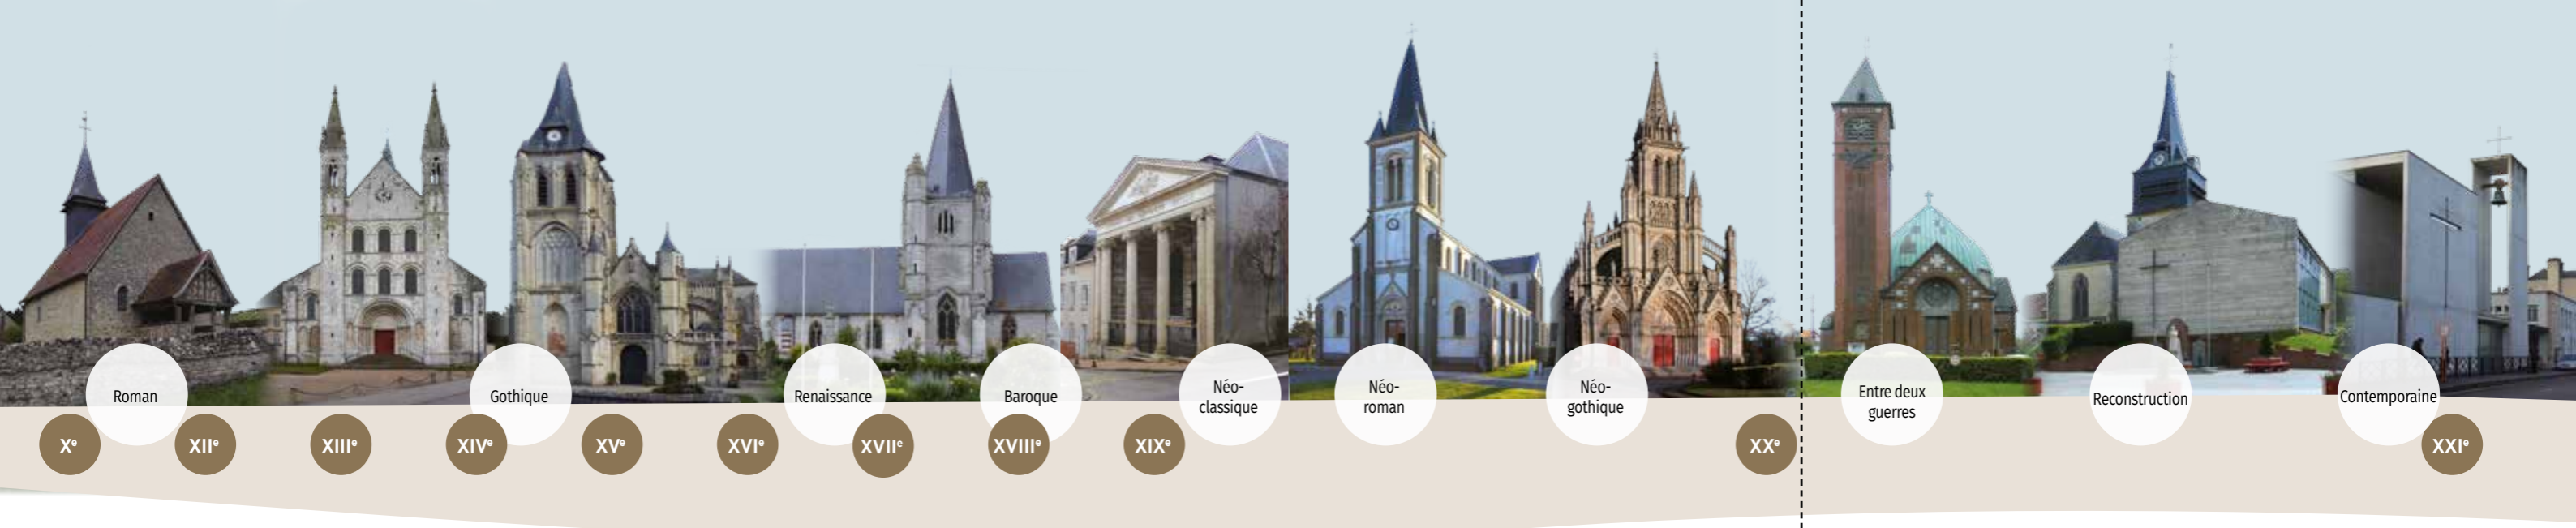 Roman
Gothique
Renaissance
Baroque
Néo-
classique
Néo-
roman
Néo-
gothique
Entre deux
guerres
Reconstruction
Contemporaine
Xe
XIIe
XIIIe
XIVe
XVe
XVIe
XVIIe
XVIIIe
XIXe
XXe
XXIe